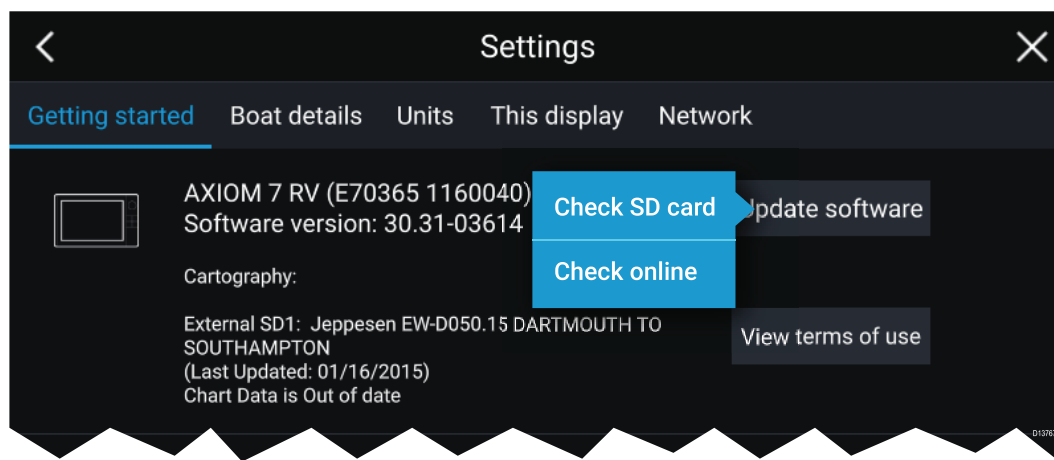 Settings
Getting started Boat details Units This display Network
AXIOM 7 RV (E70365 1160040)
Software version: 30.31-03614
Check SD card
Update software
Check online
Cartography:
External SD1: Jeppesen EW-D050.15 DARTMOUTH TO
SOUTHAMPTON
(Last Updated: 01/16/2015)
Chart Data is Out of date
View terms of use